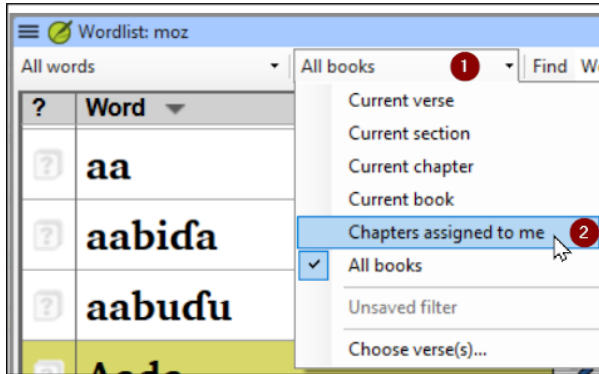 Wordlist: moz
All words All books 1 Find
? Word
Current verse
Current section
aa
Current chapter
Current book
aabiɗa
Chapters assigned to me 2
All books
aabuɗu
Unsaved filter
Choose verse(s)...